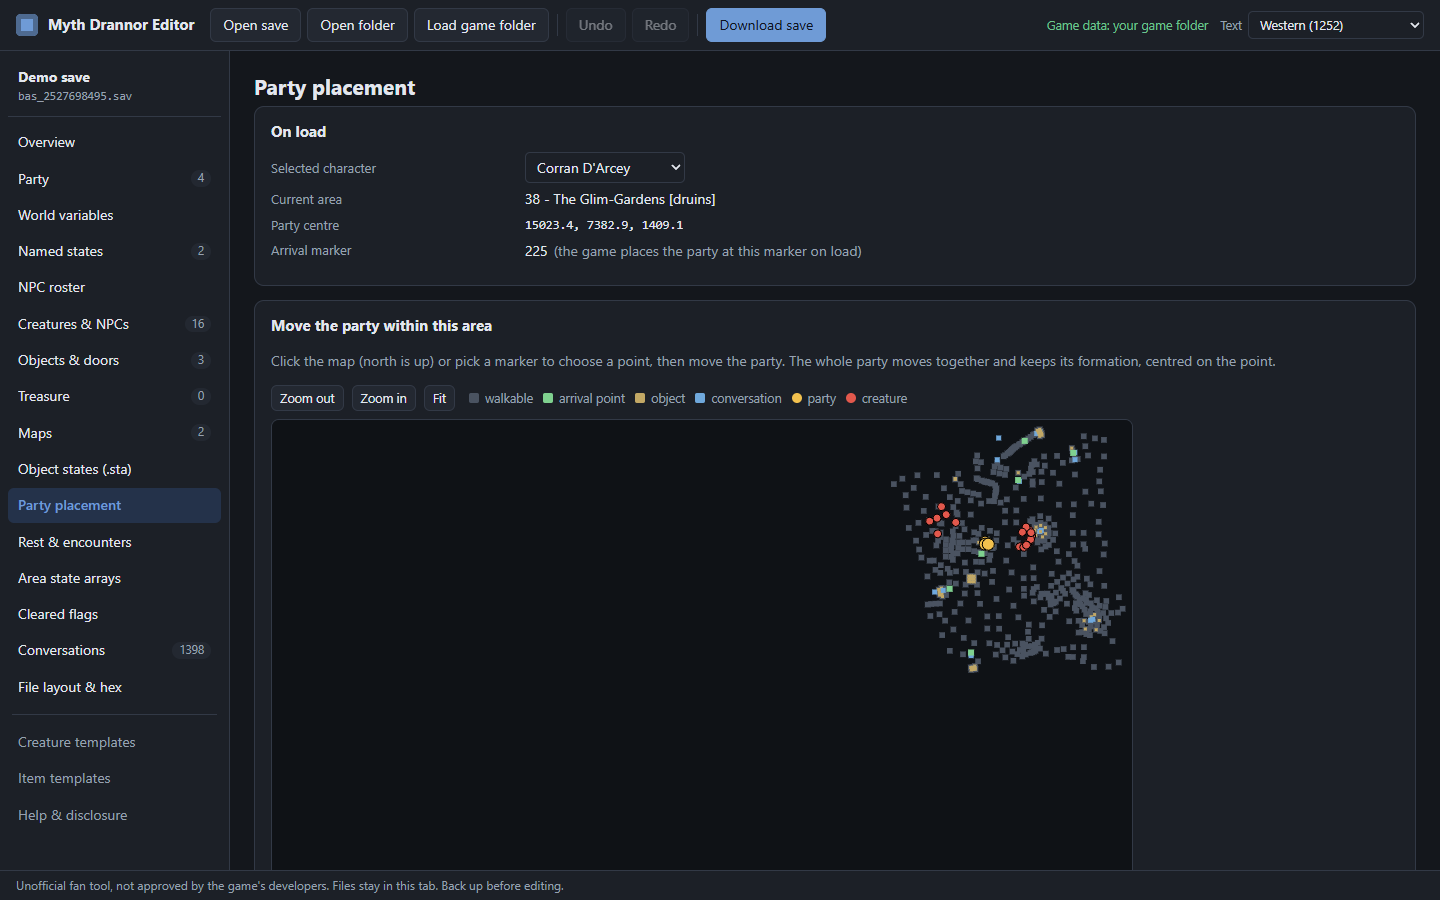 Myth Drannor Editor
Open save
Open folder
Load game folder
Undo
Redo
Download save
Game data: your game folder
Text
Western (1252)
Demo save
bas_2527698495.sav
Overview
Party 4
World variables
Named states 2
NPC roster
Creatures & NPCs 16
Objects & doors 3
Treasure 0
Maps 2
Object states (.sta)
Party placement
Rest & encounters
Area state arrays
Cleared flags
Conversations 1398
File layout & hex
Creature templates
Item templates
Help & disclosure
Party placement
On load
Selected character Corran D'Arcey
Current area 38 - The Glim-Gardens [druins]
Party centre 15023.4, 7382.9, 1409.1
Arrival marker 225 (the game places the party at this marker on load)
Move the party within this area
Click the map (north is up) or pick a marker to choose a point, then move the party. The whole party moves together and keeps its formation, centred on the point.
Zoom out
Zoom in
Fit
walkable
arrival point
object
conversation
party
creature
Unofficial fan tool, not approved by the game's developers. Files stay in this tab. Back up before editing.